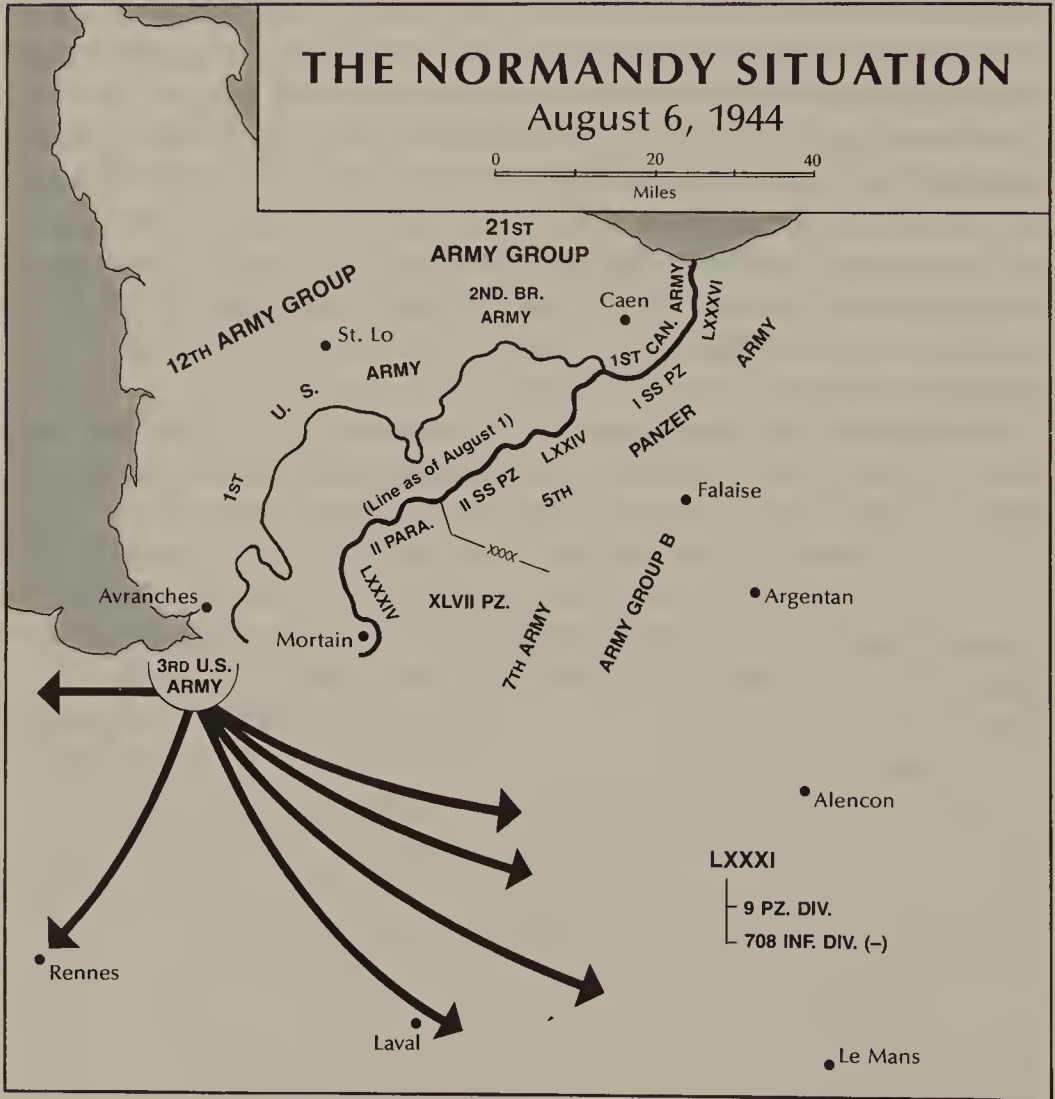 THE NORMANDY SITUATION
August 6, 1944
0 20 40
Miles
21ST
ARMY GROUP
12TH ARMY GROUP
2ND. BR.
ARMY
Caen
1ST CAN. ARMY
LXXXVI
St. Lo
1ST U. S. ARMY
I SS PZ
5TH PANZER ARMY
(Line as of August 1)
LXXIV
II SS PZ
Falaise
II PARA.
XXXX
LXXXIV
XLVII PZ.
7TH ARMY
ARMY GROUP B
Avranches
Mortain
Argentan
3RD U.S.
ARMY
Alencon
LXXXI
9 PZ. DIV.
708 INF. DIV. (–)
Rennes
Laval
Le Mans